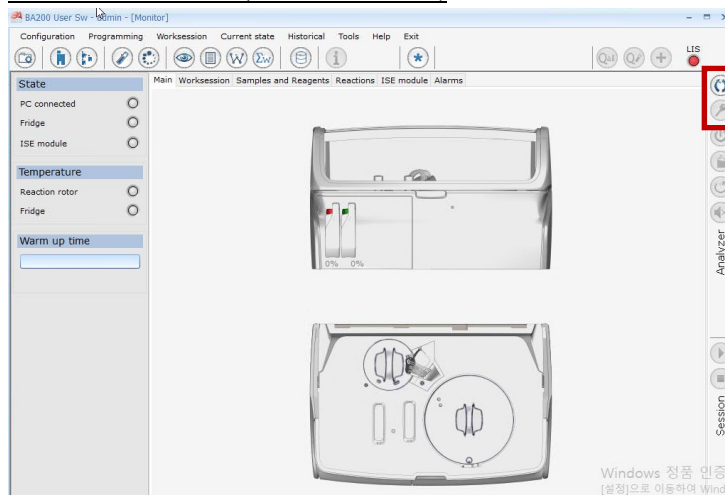 BA200 User Sw - admin - [Monitor]
Configuration Programming Worksession Current state Historical Tools Help Exit
LIS
State
PC connected
Fridge
ISE module
Temperature
Reaction rotor
Fridge
Warm up time
Main Worksession Samples and Reagents Reactions ISE module Alarms
0% 0%
Analyzer
Session
Windows 정품 인증
[설정]으로 이동하여 Wind